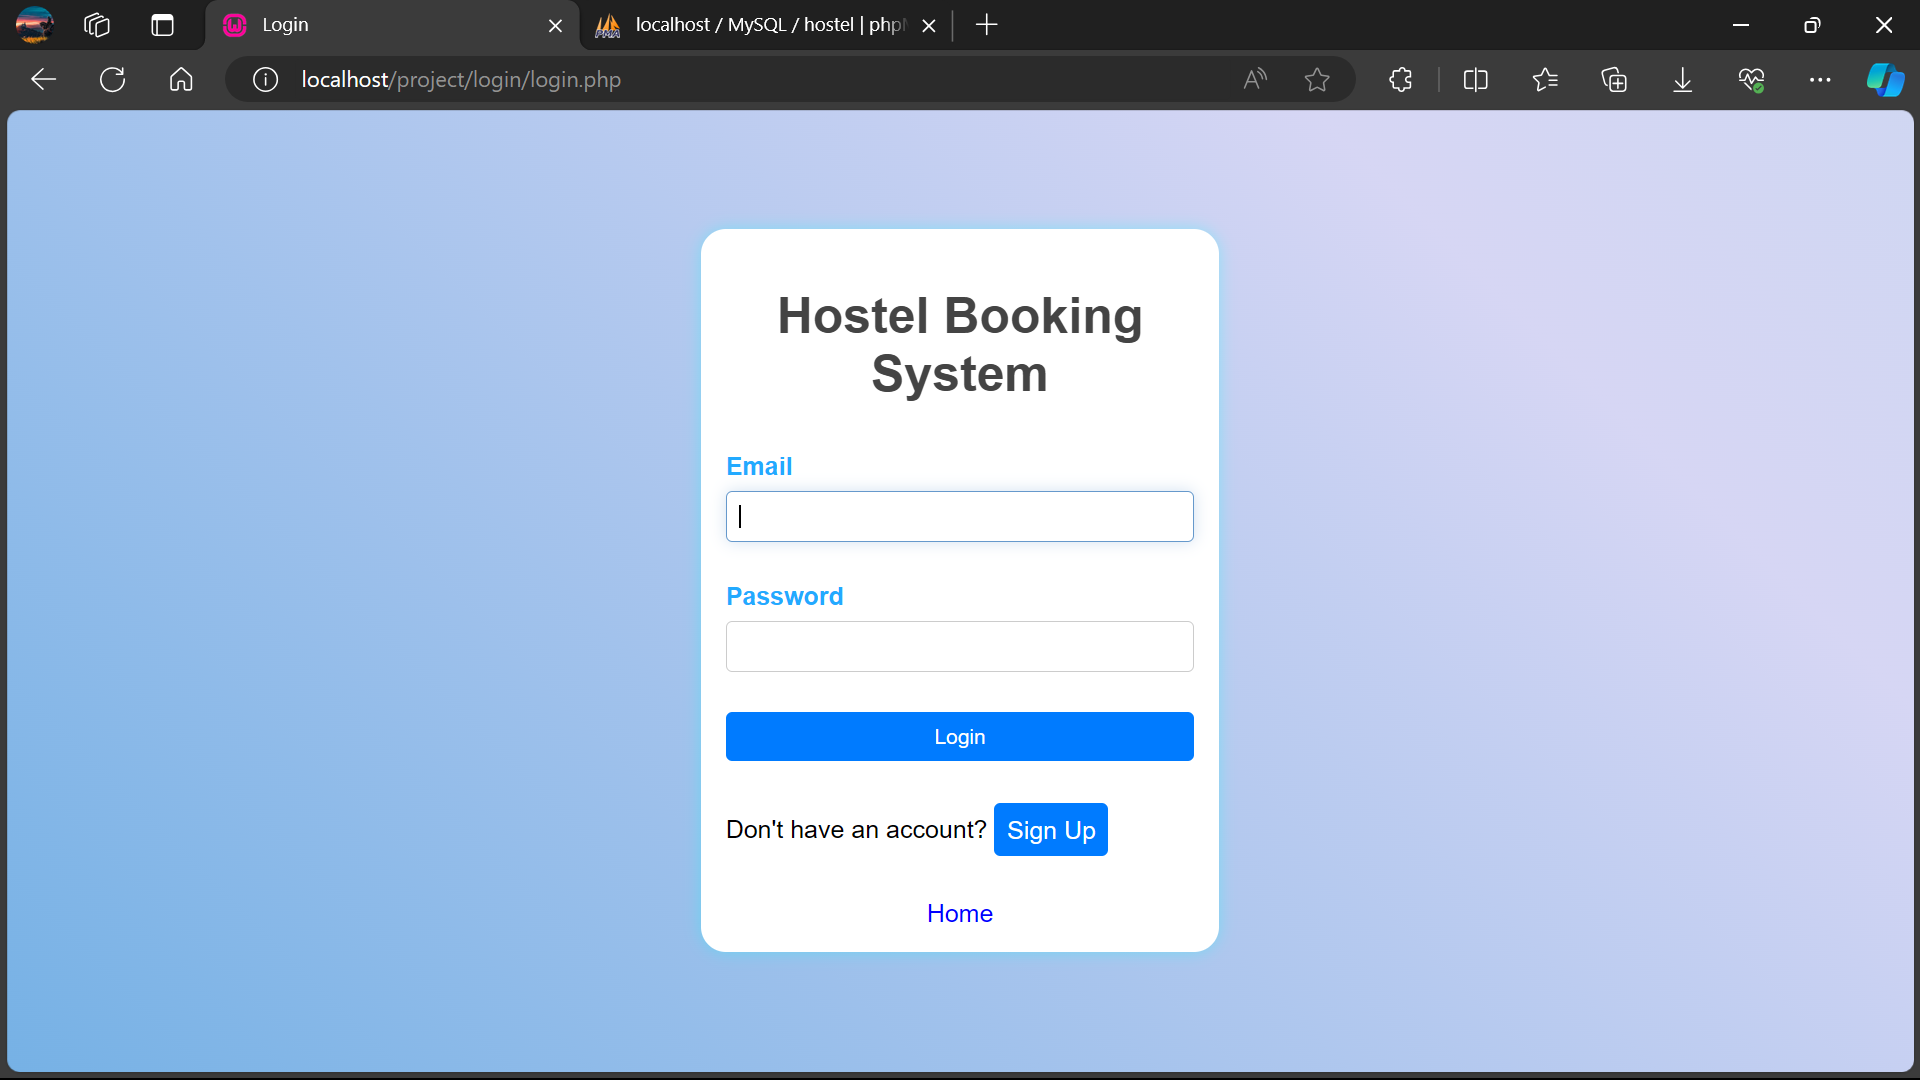 Login
localhost / MySQL / hostel | php
localhost/project/login/login.php
Hostel Booking
System
Email
Password
Login
Don't have an account? Sign Up
Home